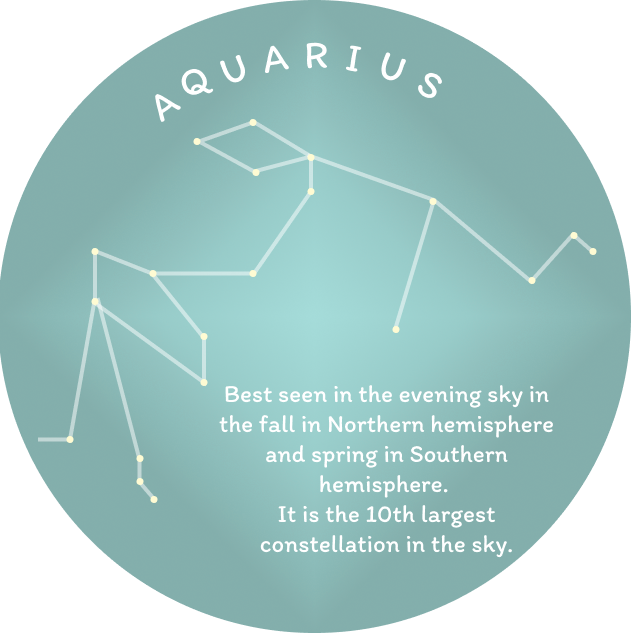 AQUARIUS
Best seen in the evening sky in
the fall in Northern hemisphere
and spring in Southern
hemisphere.
It is the 10th largest
constellation in the sky.